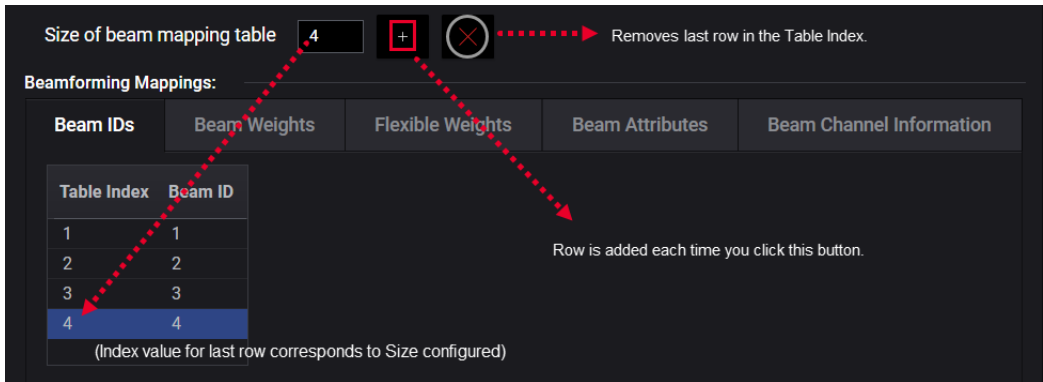 Size of beam mapping table 4 + Removes last row in the Table Index.
Beamforming Mappings:
Beam IDs Beam Weights Flexible Weights Beam Attributes Beam Channel Information
Table Index Beam ID
1 1
2 2
Row is added each time you click this button.
3 3
4 4
(Index value for last row corresponds to Size configured)